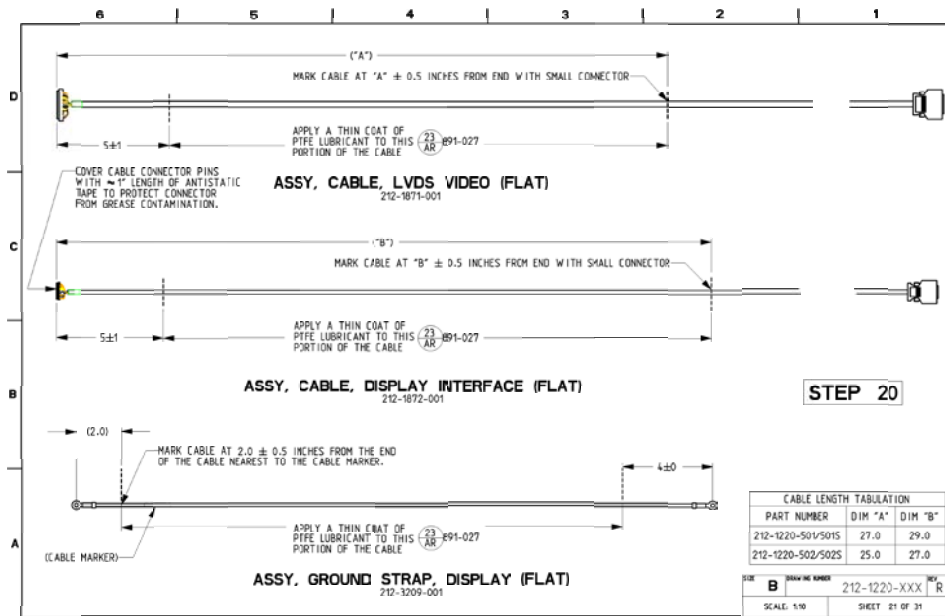 6 5 4 3 2 1
D
("A")
MARK CABLE AT "A" ± 0.5 INCHES FROM END WITH SMALL CONNECTOR
5±1
APPLY A THIN COAT OF
PTFE LUBRICANT TO THIS
PORTION OF THE CABLE
23
AR
891-027
COVER CABLE CONNECTOR PINS
WITH ≈1" LENGTH OF ANTISTATIC
TAPE TO PROTECT CONNECTOR
FROM GREASE CONTAMINATION.
ASSY, CABLE, LVDS VIDEO (FLAT)
212-1871-001
C
("B")
MARK CABLE AT "B" ± 0.5 INCHES FROM END WITH SMALL CONNECTOR
5±1
APPLY A THIN COAT OF
PTFE LUBRICANT TO THIS
PORTION OF THE CABLE
23
AR
891-027
ASSY, CABLE, DISPLAY INTERFACE (FLAT)
212-1872-001
B
STEP 20
(2.0)
MARK CABLE AT 2.0 ± 0.5 INCHES FROM THE END
OF THE CABLE NEAREST TO THE CABLE MARKER.
4±0
A
(CABLE MARKER)
APPLY A THIN COAT OF
PTFE LUBRICANT TO THIS
PORTION OF THE CABLE
23
AR
891-027
ASSY, GROUND STRAP, DISPLAY (FLAT)
212-3209-001
CABLE LENGTH TABULATION
PART NUMBER DIM "A" DIM "B"
212-1220-501/501S 27.0 29.0
212-1220-502/502S 25.0 27.0
SIZE B DRAWING NUMBER 212-1220-XXX REV R
SCALE: 1:10 SHEET 21 OF 31